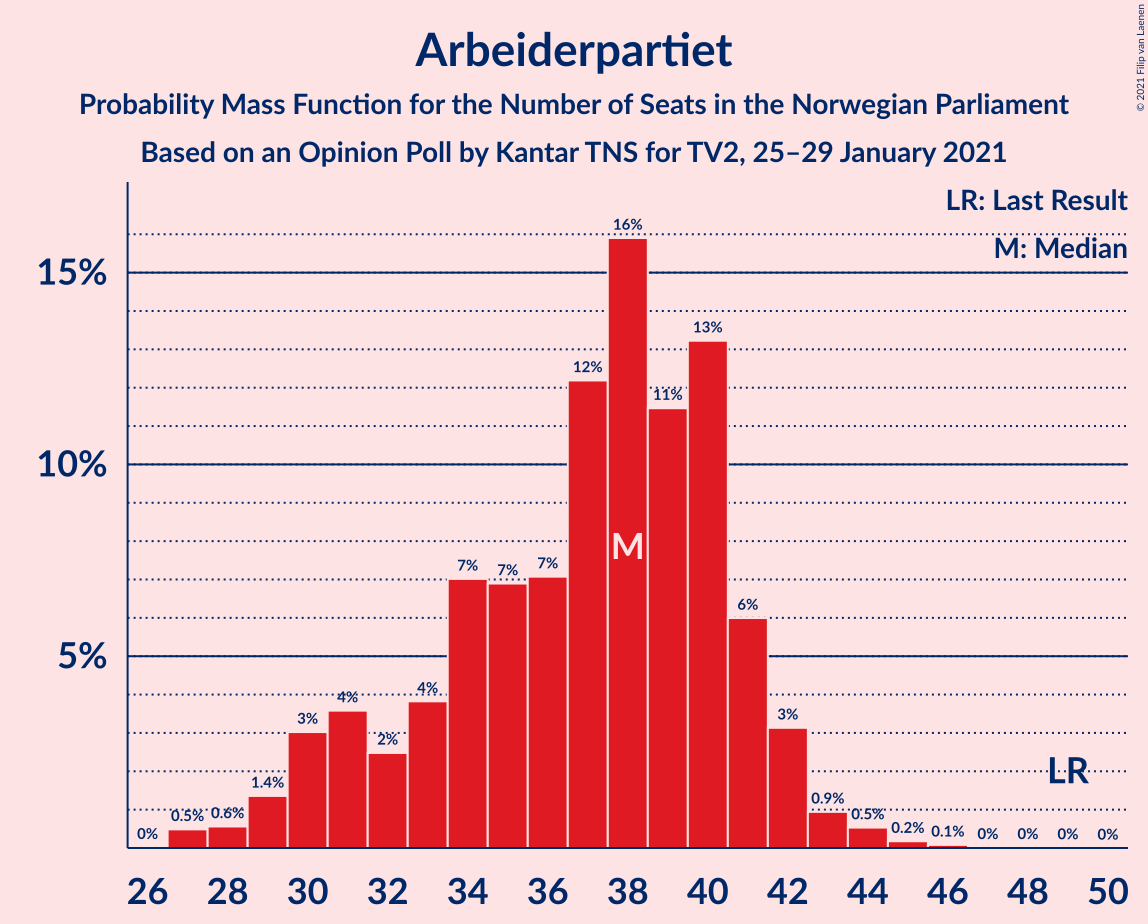 Arbeiderpartiet
Probability Mass Function for the Number of Seats in the Norwegian Parliament
Based on an Opinion Poll by Kantar TNS for TV2, 25–29 January 2021
© 2021 Filip van Laenen
LR: Last Result
M: Median
15%
10%
5%
0% 0.5% 0.6% 1.4% 3% 4% 2% 4% 7% 7% 7% 12% 16% 11% 13% 6% 3% 0.9% 0.5% 0.2% 0.1% 0% 0% 0% 0%
M
LR
26 28 30 32 34 36 38 40 42 44 46 48 50